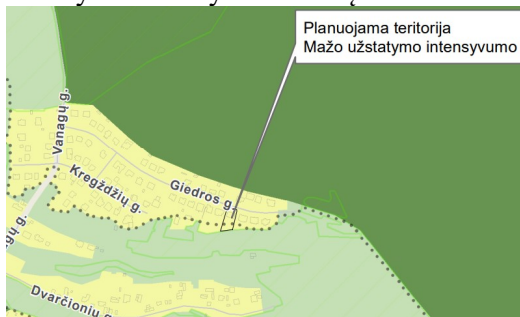 Planuojama teritorija
Mažo užstatymo intensyvumo
Vanagų g.
Kregždžių g.
Giedros g.
Dvarčionių g.